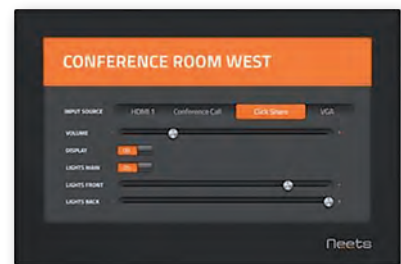 CONFERENCE ROOM WEST
INPUT SOURCE HDMI 1 Conference Call Click Share VGA
VOLUME
DISPLAY ON
LIGHTS MAIN ON
LIGHTS FRONT
LIGHTS BACK
Neets